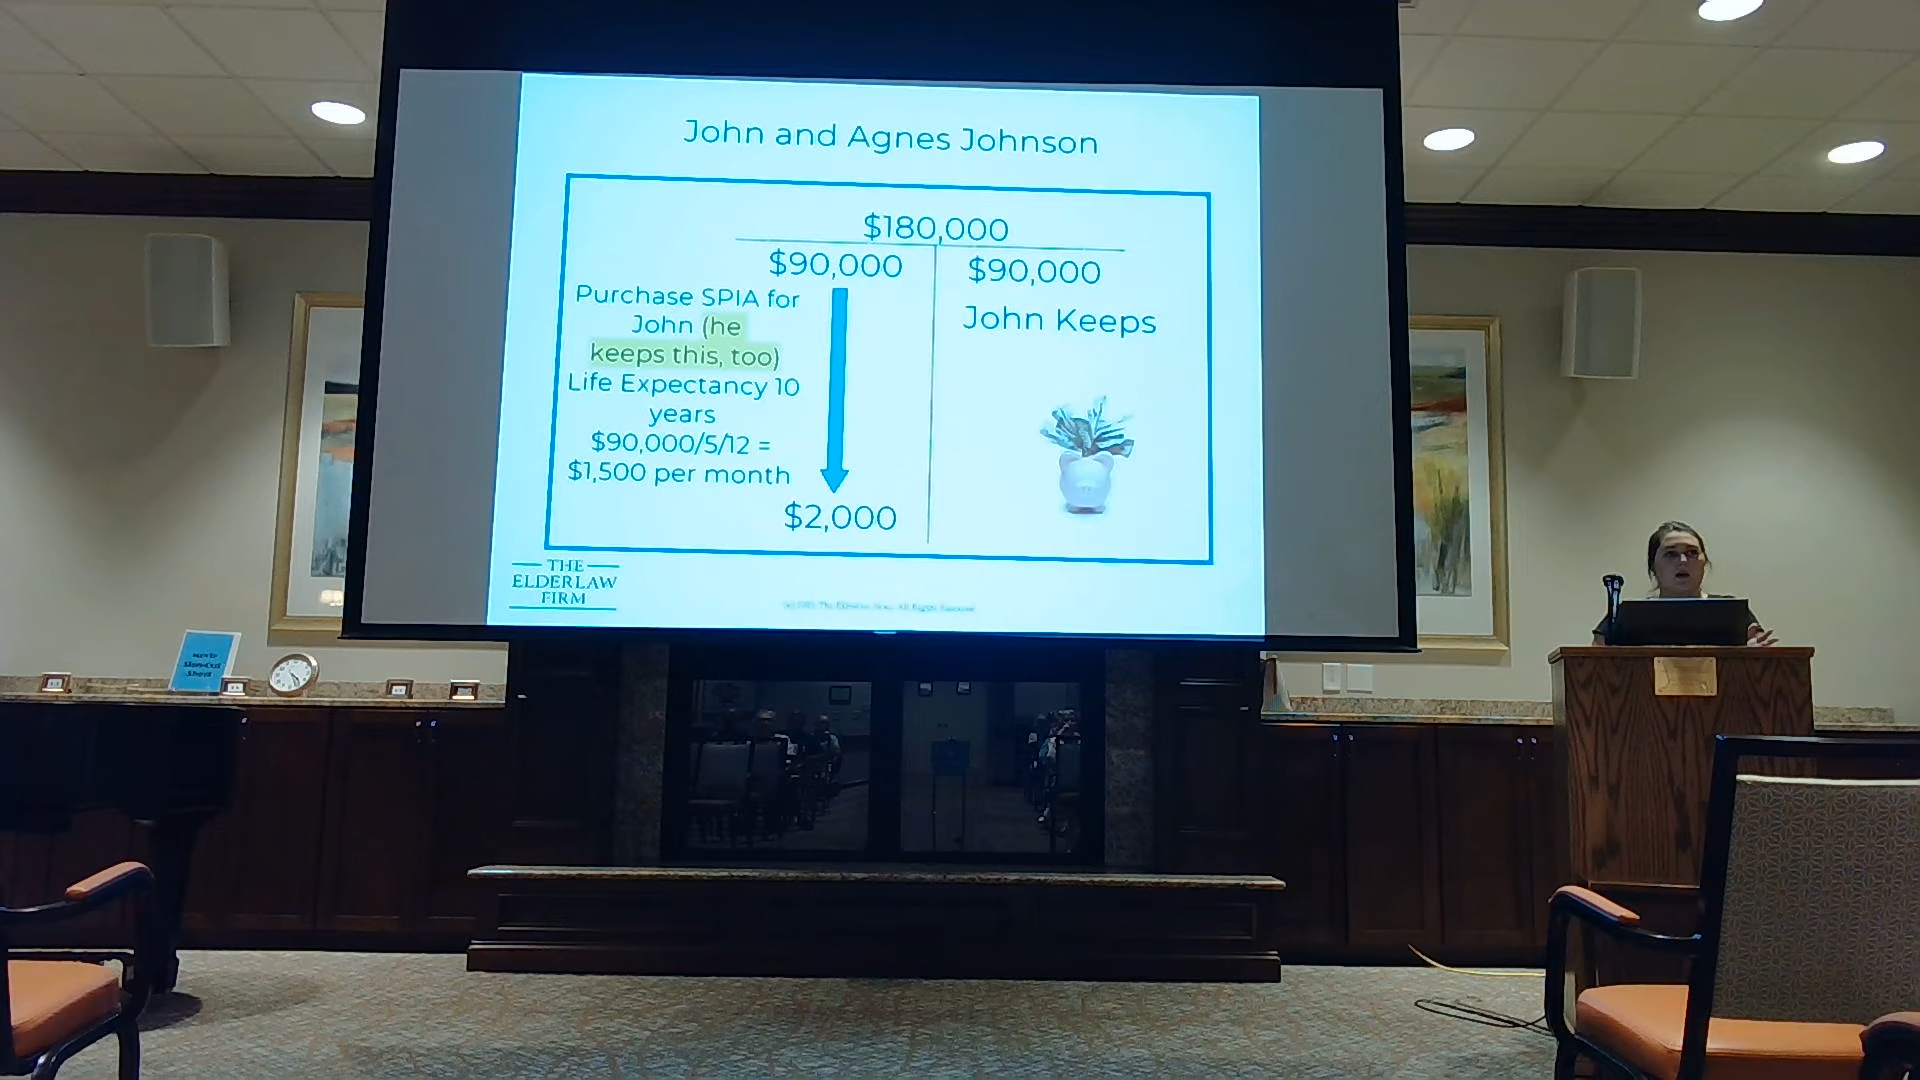 John and Agnes Johnson
$180,000
$90,000
$90,000
Purchase SPIA for
John (he
keeps this, too)
Life Expectancy 10
years
$90,000/5/12 =
$1,500 per month
$2,000
John Keeps
THE
ELDERLAW
FIRM